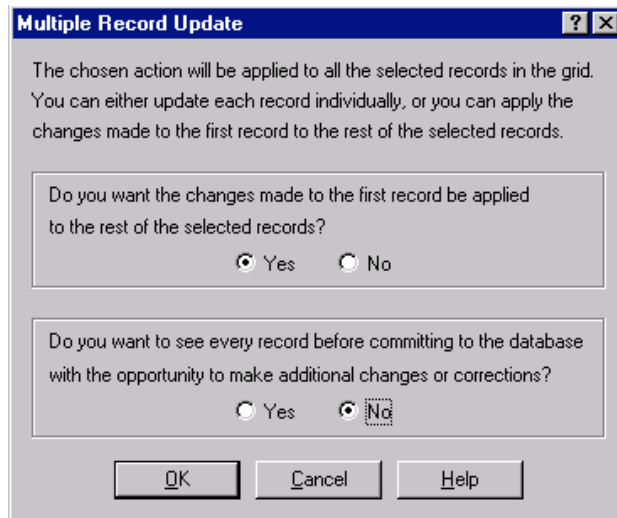 Multiple Record Update
The chosen action will be applied to all the selected records in the grid.
You can either update each record individually, or you can apply the
changes made to the first record to the rest of the selected records.
Do you want the changes made to the first record be applied
to the rest of the selected records?
Yes No
Do you want to see every record before committing to the database
with the opportunity to make additional changes or corrections?
Yes No
OK Cancel Help